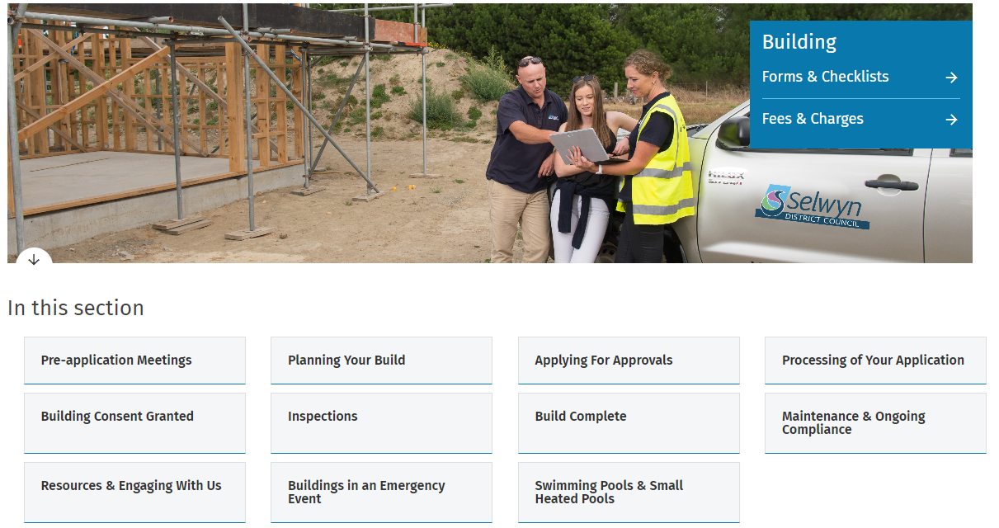 Building
Forms & Checklists
Fees & Charges
HILUX
Selwyn
DISTRICT COUNCIL
In this section
Pre-application Meetings
Planning Your Build
Applying For Approvals
Processing of Your Application
Building Consent Granted
Inspections
Build Complete
Maintenance & Ongoing
Compliance
Resources & Engaging With Us
Buildings in an Emergency
Event
Swimming Pools & Small
Heated Pools